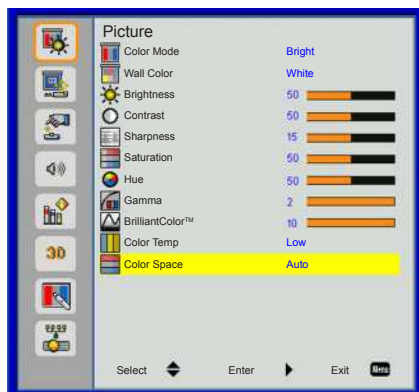 Picture
Color Mode Bright
Wall Color White
Brightness 50
Contrast 50
Sharpness 15
Saturation 50
Hue 50
Gamma 2
BrilliantColor™ 10
Color Temp Low
3D
Color Space Auto
Select Enter Exit Menu